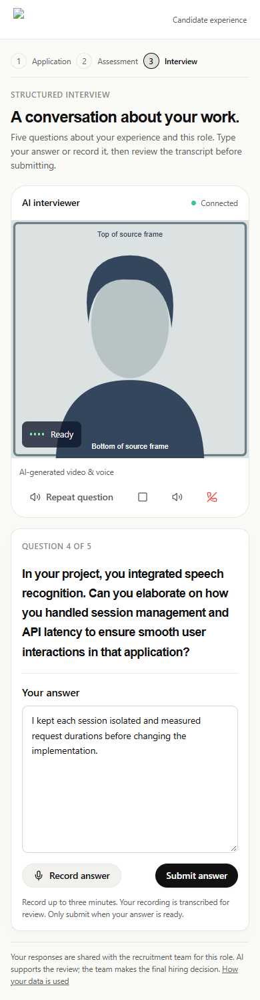 Candidate experience
1 Application 2 Assessment 3 Interview
STRUCTURED INTERVIEW
A conversation about your work.
Five questions about your experience and this role. Type
your answer or record it, then review the transcript before
submitting.
AI interviewer
Connected
Top of source frame
Ready
Bottom of source frame
AI-generated video & voice
Repeat question
QUESTION 4 OF 5
In your project, you integrated speech
recognition. Can you elaborate on how
you handled session management and
API latency to ensure smooth user
interactions in that application?
Your answer
I kept each session isolated and measured
request durations before changing the
implementation.
Record answer
Submit answer
Record up to three minutes. Your recording is transcribed for
review. Only submit when your answer is ready.
Your responses are shared with the recruitment team for this role. AI
supports the review; the team makes the final hiring decision. How
your data is used